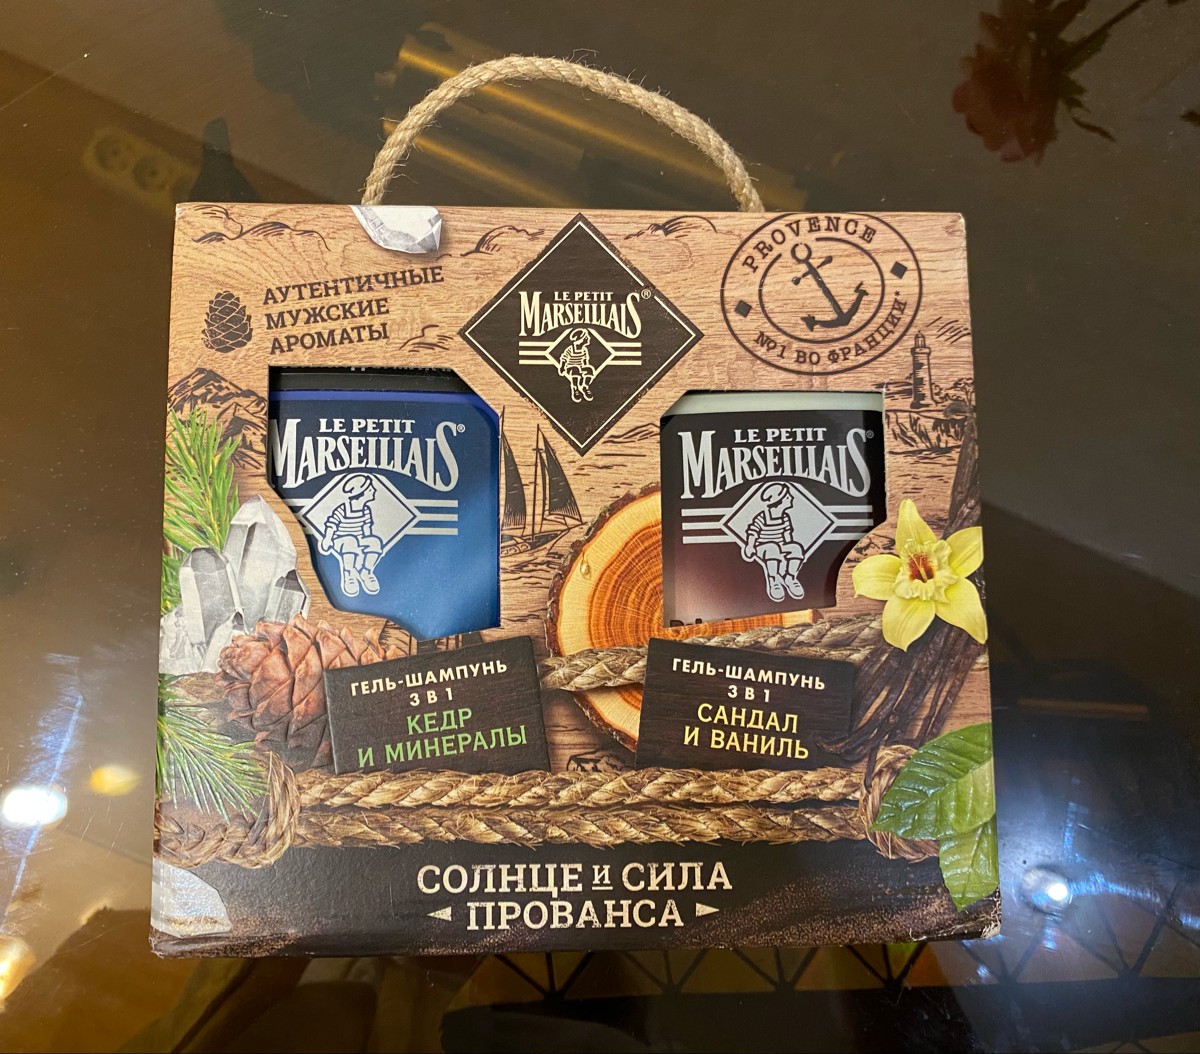 АУТЕНТИЧНЫЕ
МУЖСКИЕ
АРОМАТЫ
LE PETIT
MARSEILLAIS®
PROVENCE
№1 ВО ФРАНЦИИ*
LE PETIT
MARSEILLAIS®
LE PETIT
MARSEILLAIS®
ГЕЛЬ-ШАМПУНЬ
3 В 1
КЕДР
И МИНЕРАЛЫ
ГЕЛЬ-ШАМПУНЬ
3 В 1
САНДАЛ
И ВАНИЛЬ
СОЛНЦЕ И СИЛА
ПРОВАНСА